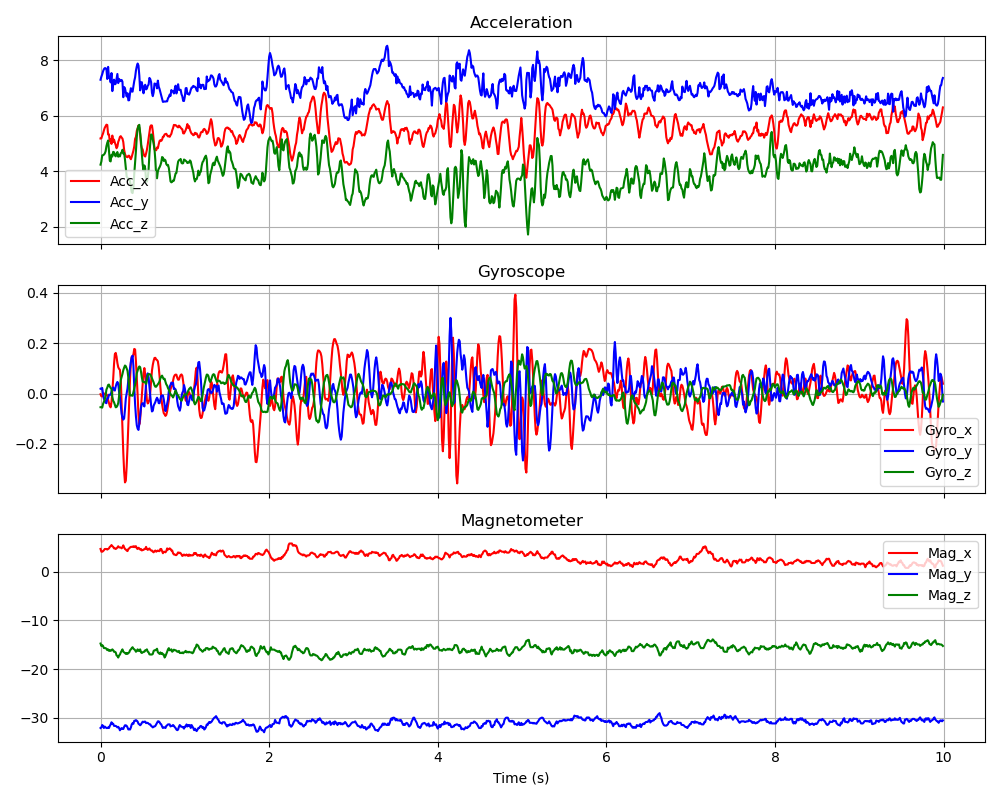 Acceleration
8
6
4
2
Acc_x
Acc_y
Acc_z
Gyroscope
0.4
0.2
0.0
−0.2
Gyro_x
Gyro_y
Gyro_z
Magnetometer
0
−10
−20
−30
Mag_x
Mag_y
Mag_z
0 2 4 6 8 10
Time (s)